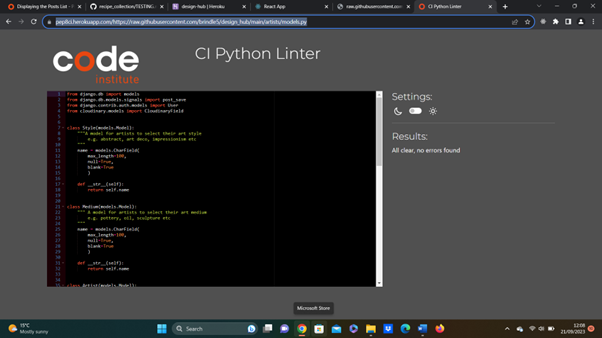 Displaying the Posts List -
recipe_collection/TESTING.
design-hub | Heroku
React App
raw.githubusercontent.com
CI Python Linter
pep8ci.herokuapp.com/https://raw.githubusercontent.com/brindle5/design_hub/main/artists/models.py
code
institute
CI Python Linter
1 from django.db import models
2 from django.db.models.signals import post_save
3 from django.contrib.auth.models import User
4 from cloudinary.models import CloudinaryField
5
6
7 class Style(models.Model):
8 """A model for artists to select their art style
9 e.g. abstract, art deco, impressionism etc
10 """
11 name = models.CharField(
12 max_length=100,
13 null=True,
14 blank=True
15 )
16
17 def __str__(self):
18 return self.name
19
20
21 class Medium(models.Model):
22 """ A model for artists to select their art medium
23 e.g. pottery, oil, sculpture etc
24 """
25 name = models.CharField(
26 max_length=100,
27 null=True,
28 blank=True
29 )
30
31 def __str__(self):
32 return self.name
33
34
35 class Artist(models.Model):
Settings:
Results:
All clear, no errors found
Microsoft Store
15°C
Mostly sunny
Search
12:08
21/09/2023